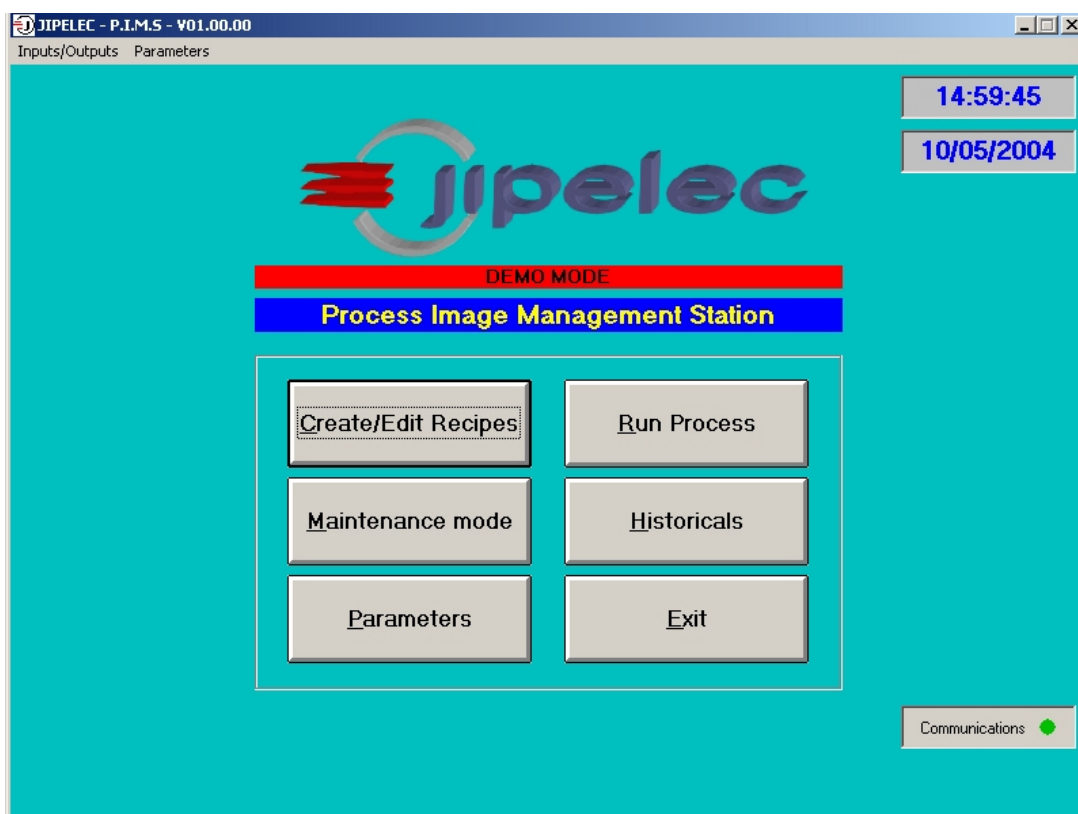 JIPELEC - P.I.M.S - V01.00.00
Inputs/Outputs Parameters
14:59:45
10/05/2004
jipelec
DEMO MODE
Process Image Management Station
Create/Edit Recipes
Run Process
Maintenance mode
Historicals
Parameters
Exit
Communications